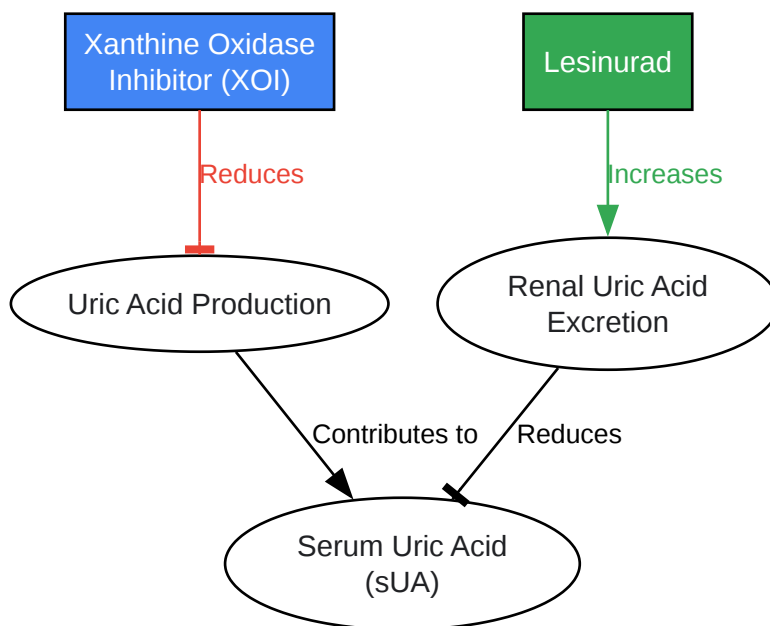 Xanthine Oxidase
Inhibitor (XOI)
Lesinurad
Reduces
Increases
Uric Acid Production
Renal Uric Acid
Excretion
Contributes to
Reduces
Serum Uric Acid
(sUA)